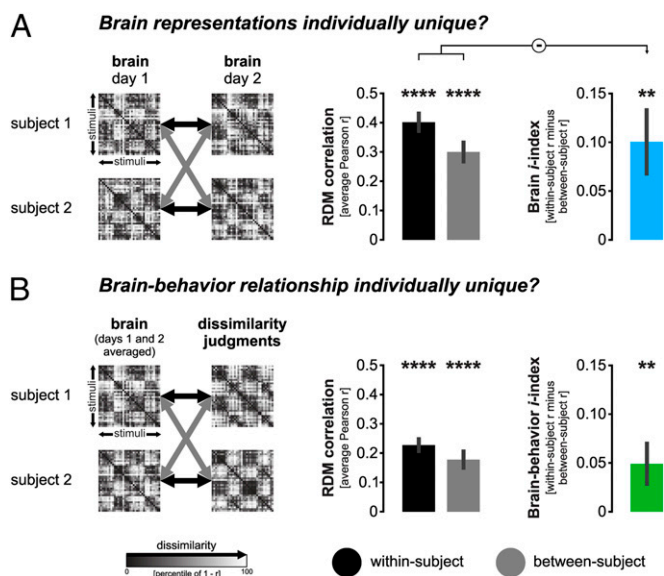 A
Brain representations individually unique?
brain
day 1
brain
day 2
subject 1
subject 2
stimuli
stimuli
RDM correlation
[average Pearson r]
0.5
0.4
0.3
0.2
0.1
0
****
****
-
Brain i-index
[within-subject r minus
between-subject r]
0.15
0.10
0.05
0
**
B
Brain-behavior relationship individually unique?
brain
(days 1 and 2
averaged)
dissimilarity
judgments
subject 1
subject 2
stimuli
stimuli
RDM correlation
[average Pearson r]
0.5
0.4
0.3
0.2
0.1
0
****
****
Brain-behavior i-index
[within-subject r minus
between-subject r]
0.15
0.10
0.05
0
**
dissimilarity
0
100
[percentile of 1 - r]
within-subject
between-subject